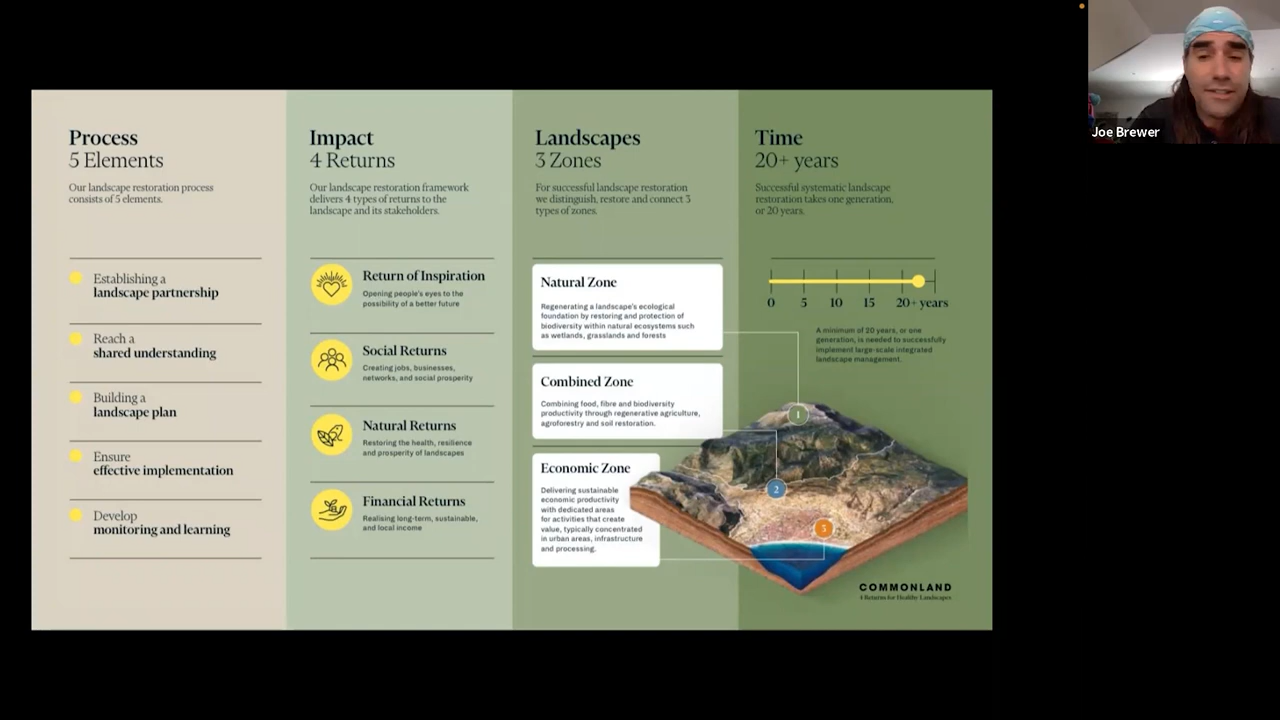 Process
5 Elements
Our landscape restoration process
consists of 5 elements.
Establishing a
landscape partnership
Reach a
shared understanding
Building a
landscape plan
Ensure
effective implementation
Develop
monitoring and learning
Impact
4 Returns
Our landscape restoration framework
delivers 4 types of returns to the
landscape and its stakeholders.
Return of Inspiration
Opening people's eyes to the
possibility of a better future
Social Returns
Creating jobs, businesses,
networks, and social prosperity
Natural Returns
Restoring the health, resilience
and prosperity of landscapes
Financial Returns
Realising long-term, sustainable,
and local income
Landscapes
3 Zones
For successful landscape restoration
we distinguish, restore and connect 3
types of zones.
Natural Zone
Regenerating a landscape's ecological
foundation by restoring and protection of
biodiversity within natural ecosystems such
as wetlands, grasslands and forests
Combined Zone
Combining food, fibre and biodiversity
productivity through regenerative agriculture,
agroforestry and soil restoration.
Economic Zone
Delivering sustainable
economic productivity
with dedicated areas
for activities that create
value, typically concentrated
in urban areas, infrastructure
and processing.
Time
20+ years
Successful systematic landscape
restoration takes one generation,
or 20 years.
0 5 10 15 20+ years
A minimum of 20 years, or one
generation, is needed to successfully
implement large-scale integrated
landscape management.
1
2
3
COMMONLAND
4 Returns for Healthy Landscapes
Joe Brewer